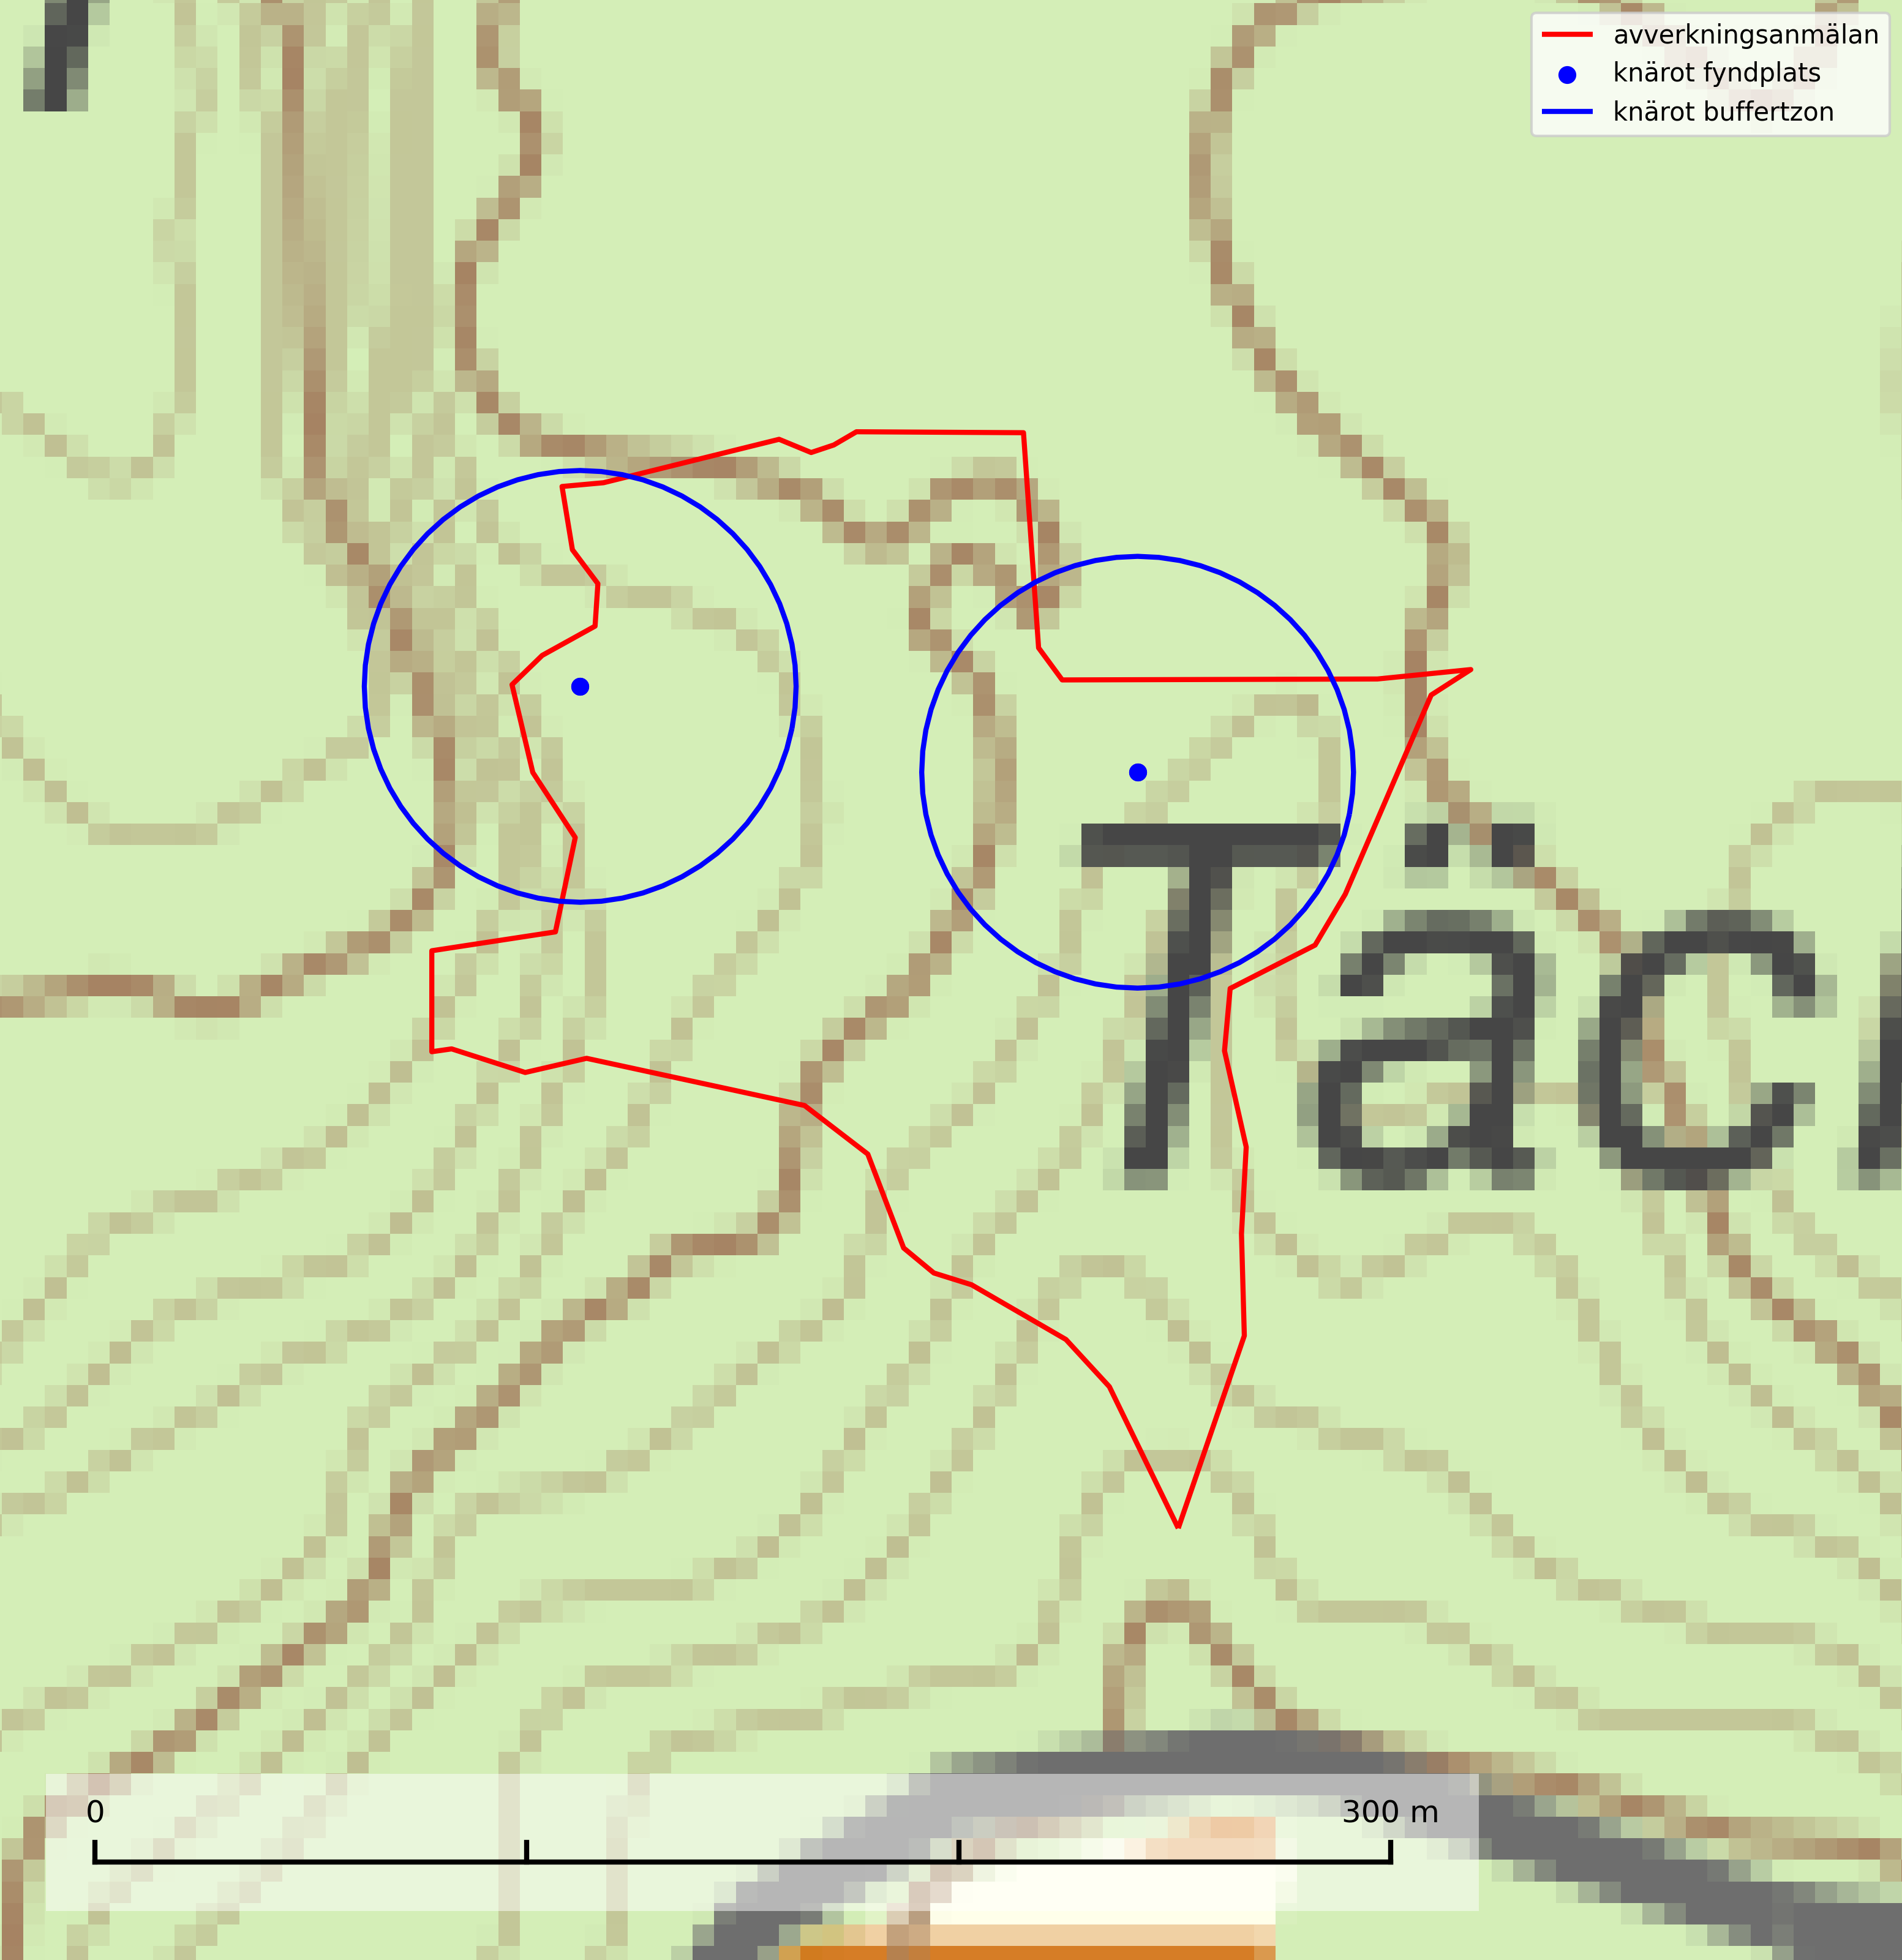 avverkningsanmälan
knärot fyndplats
knärot buffertzon
0
300 m